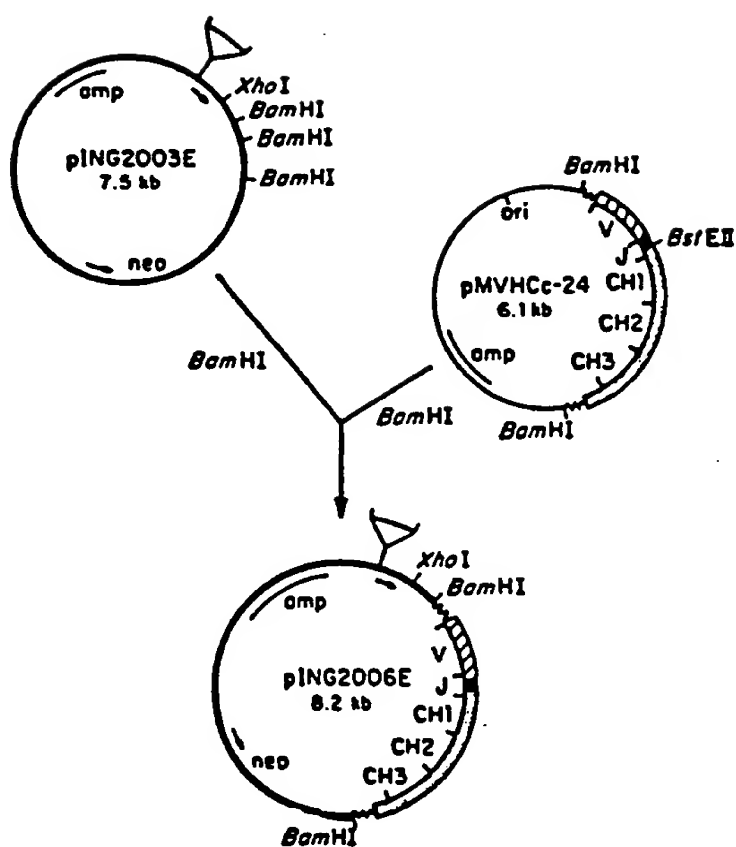 amp
XhoI
BamHI
BamHI
BamHI
pING2003E
7.5 kb
neo
BamHI
ori
V
J
BstEII
pMVHCc-24
6.1 kb
CH1
CH2
CH3
amp
BamHI
BamHI
BamHI
XhoI
BamHI
amp
V
J
pING2006E
8.2 kb
CH1
CH2
CH3
neo
BamHI